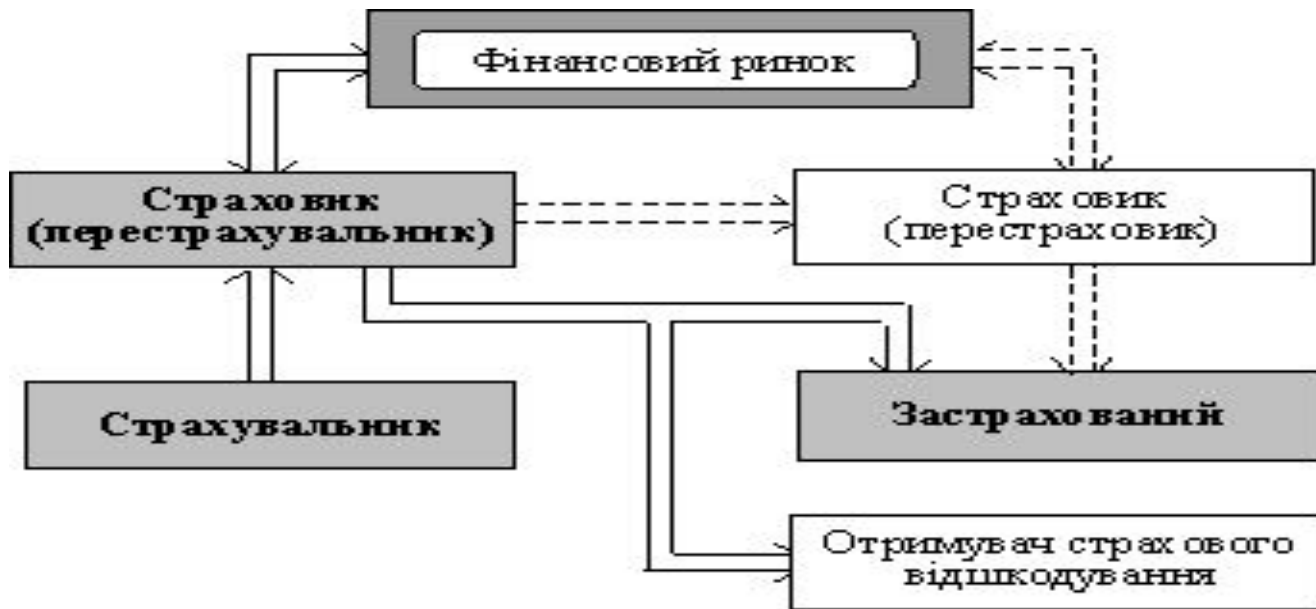 Фінансовий ринок
Страховик
(перестрахувальник)
Страховик
(перестраховик)
Страхувальник
Застрахований
Отримувач страхового
відшкодування